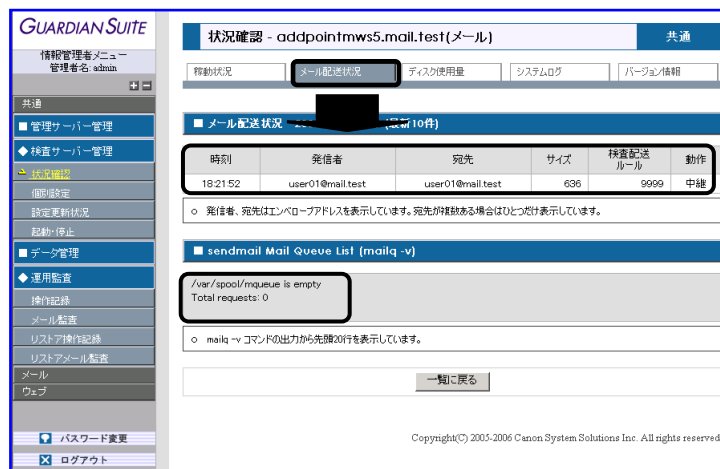 GUARDIAN SUITE
情報管理者メニュー
管理者名: admin
共通
■ 管理サーバー管理
◆ 検査サーバー管理
状況確認
個別設定
設定更新状況
起動・停止
■ データ管理
◆ 運用監査
操作記録
メール監査
リストア操作記録
リストアメール監査
メール
ウェブ
パスワード変更
ログアウト
状況確認 - addpointmws5.mail.test(メール)
共通
稼動状況 メール配送状況 ディスク使用量 システムログ バージョン情報
■ メール配送状況 - 20 (最新10件)
時刻 発信者 宛先 サイズ 検査配送ルール 動作
18:21:52 user01@mail.test user01@mail.test 636 9999 中継
○ 発信者、宛先はエンベロープアドレスを表示しています。宛先が複数ある場合はひとつだけ表示しています。
■ sendmail Mail Queue List (mailq -v)
/var/spool/mqueue is empty
Total requests: 0
○ mailq -v コマンドの出力から先頭20行を表示しています。
一覧に戻る
Copyright(C) 2005-2006 Canon System Solutions Inc. All rights reserved